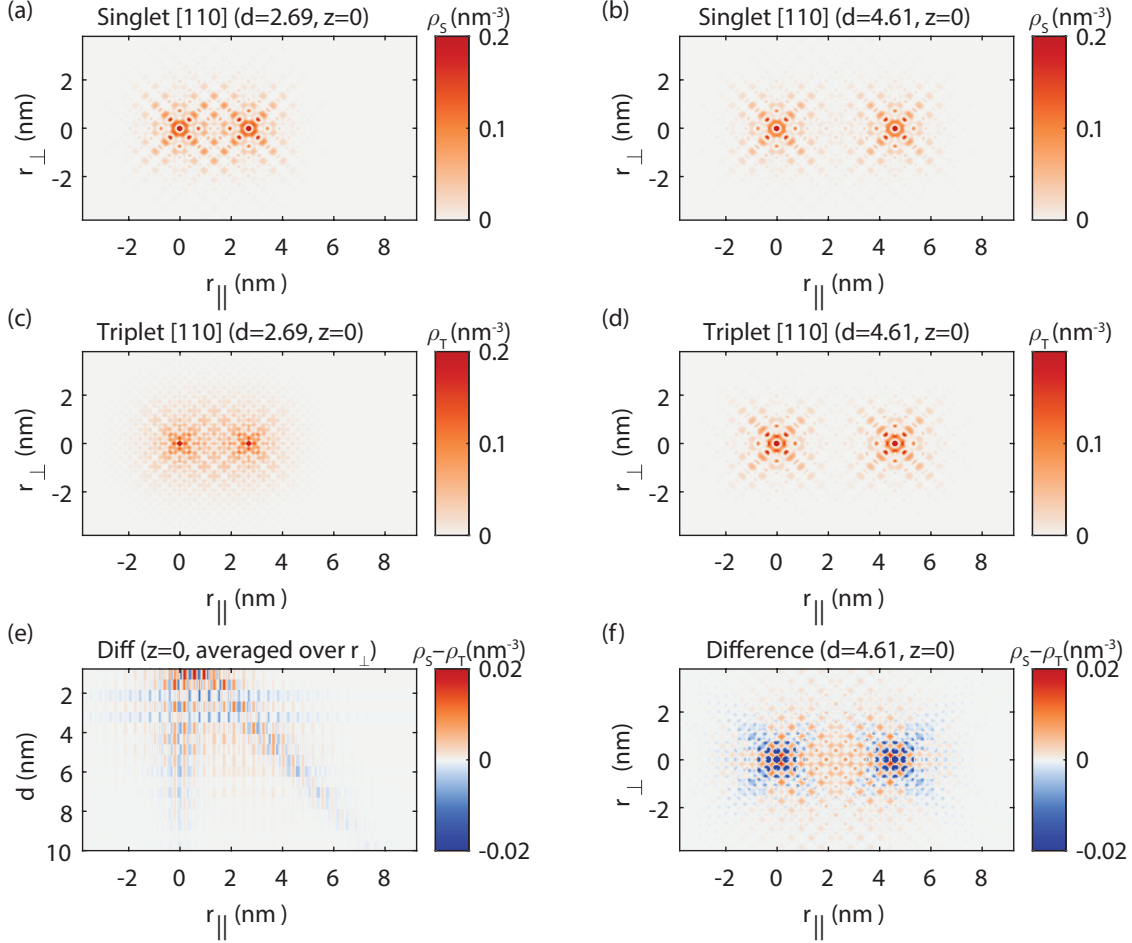 (a)
Singlet [110] (d=2.69, z=0)
ρS(nm-3)
0.2
0.1
0
2
0
-2
r⊥ (nm)
-2 0 2 4 6 8
r|| (nm)
(b)
Singlet [110] (d=4.61, z=0)
ρS(nm-3)
0.2
0.1
0
2
0
-2
r⊥ (nm)
-2 0 2 4 6 8
r|| (nm)
(c)
Triplet [110] (d=2.69, z=0)
ρT(nm-3)
0.2
0.1
0
2
0
-2
r⊥ (nm)
-2 0 2 4 6 8
r|| (nm)
(d)
Triplet [110] (d=4.61, z=0)
ρT(nm-3)
0.1
0
2
0
-2
r⊥ (nm)
-2 0 2 4 6 8
r|| (nm)
(e)
Diff (z=0, averaged over r⊥)
ρS−ρT(nm-3)
0.02
0
-0.02
2
4
6
8
10
d (nm)
-2 0 2 4 6 8
r|| (nm)
(f)
Difference (d=4.61, z=0)
ρS−ρT(nm-3)
0.02
0
-0.02
2
0
-2
r⊥ (nm)
-2 0 2 4 6 8
r|| (nm)